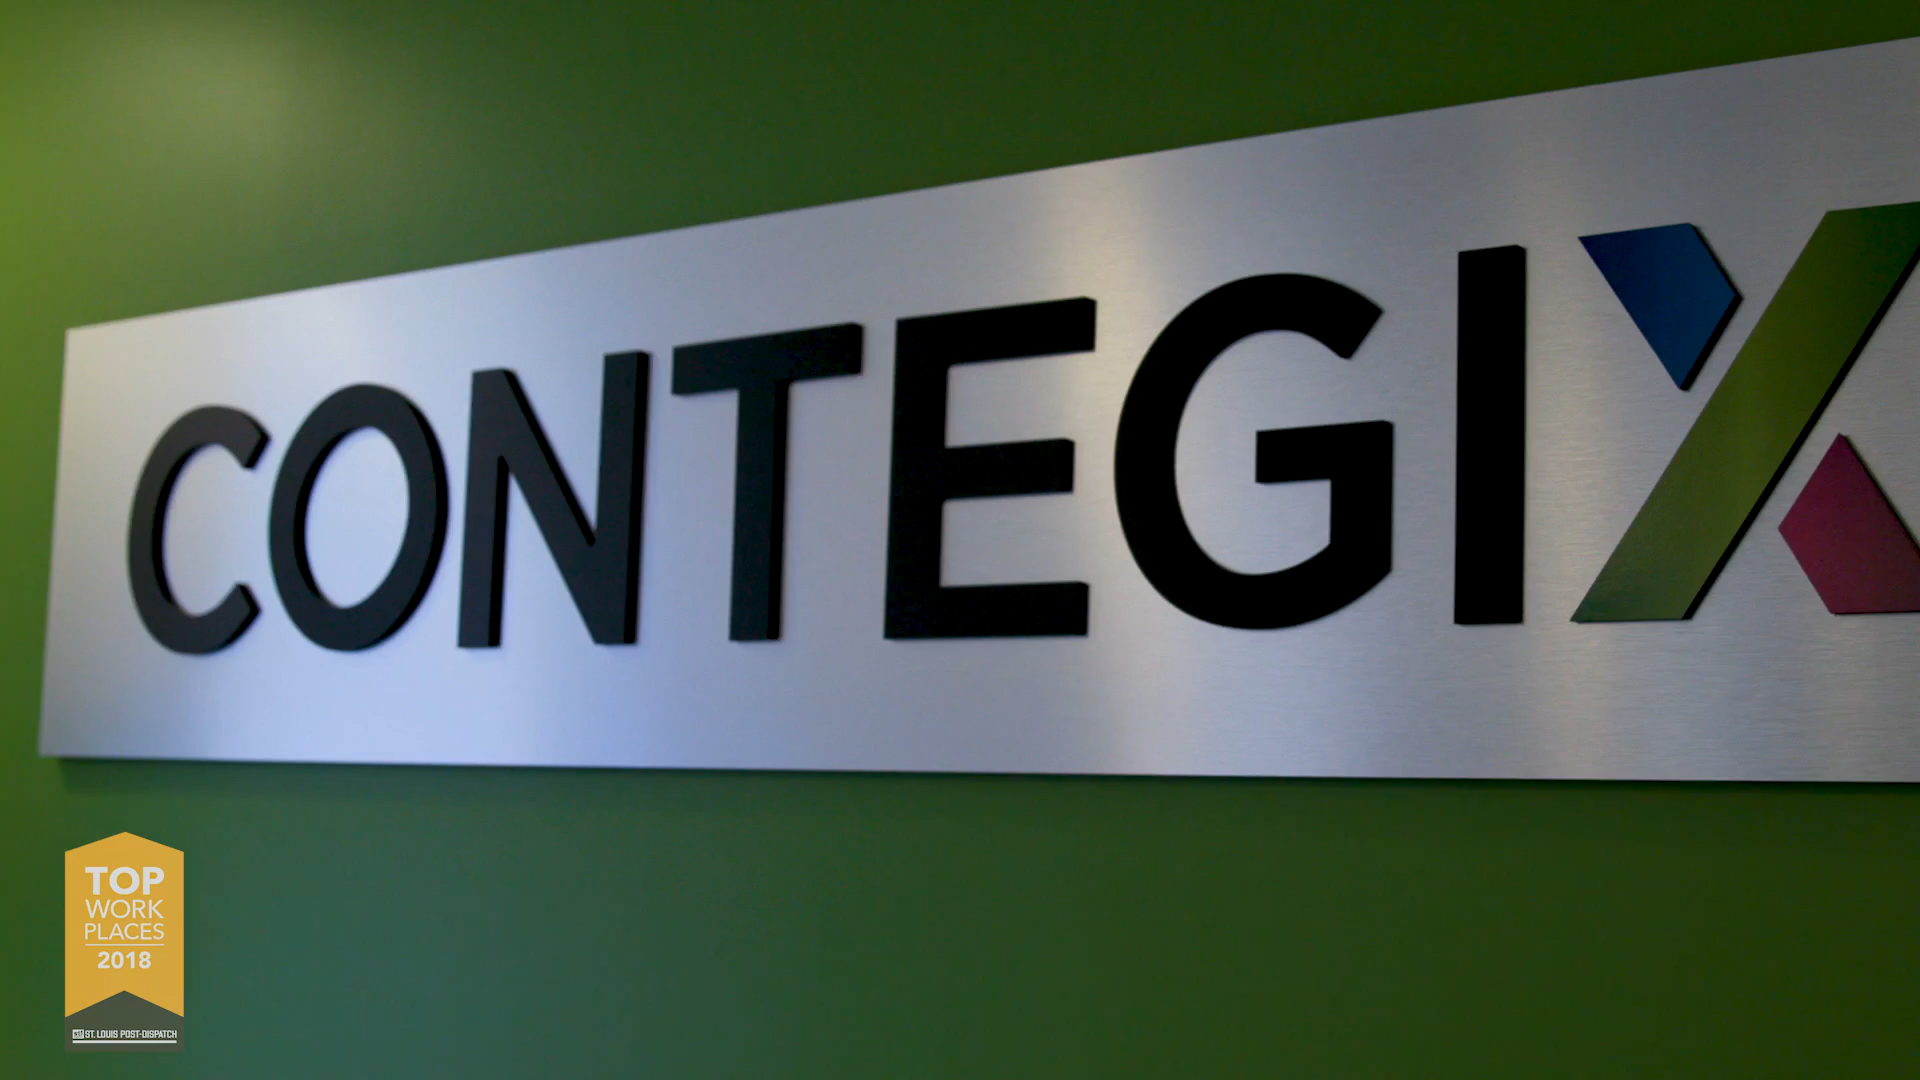 CONTEGIX
TOP
WORK
PLACES
2018
ST. LOUIS POST-DISPATCH